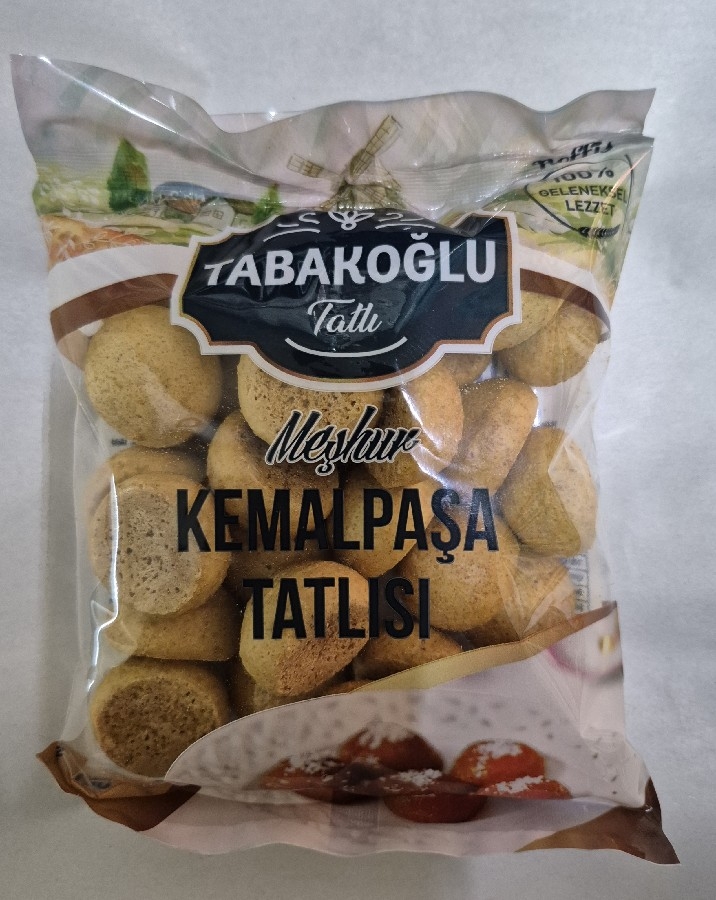 100%
GELENEKSEL
LEZZET
TABAKOĞLU
Tatlı
Meşhur
KEMALPAŞA
TATLISI